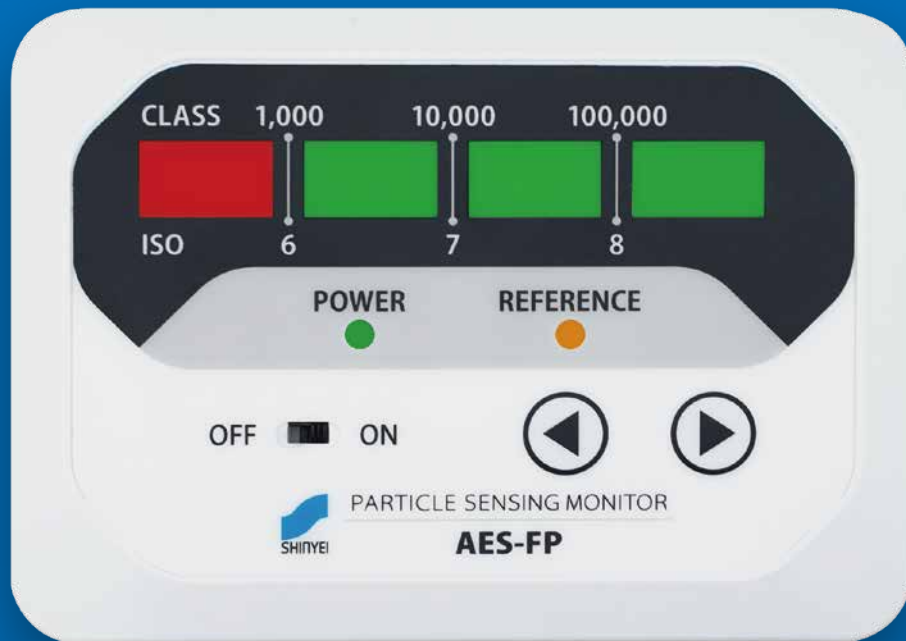 CLASS 1,000 10,000 100,000
ISO 6 7 8
POWER REFERENCE
OFF ON
PARTICLE SENSING MONITOR
SHINYEI AES-FP